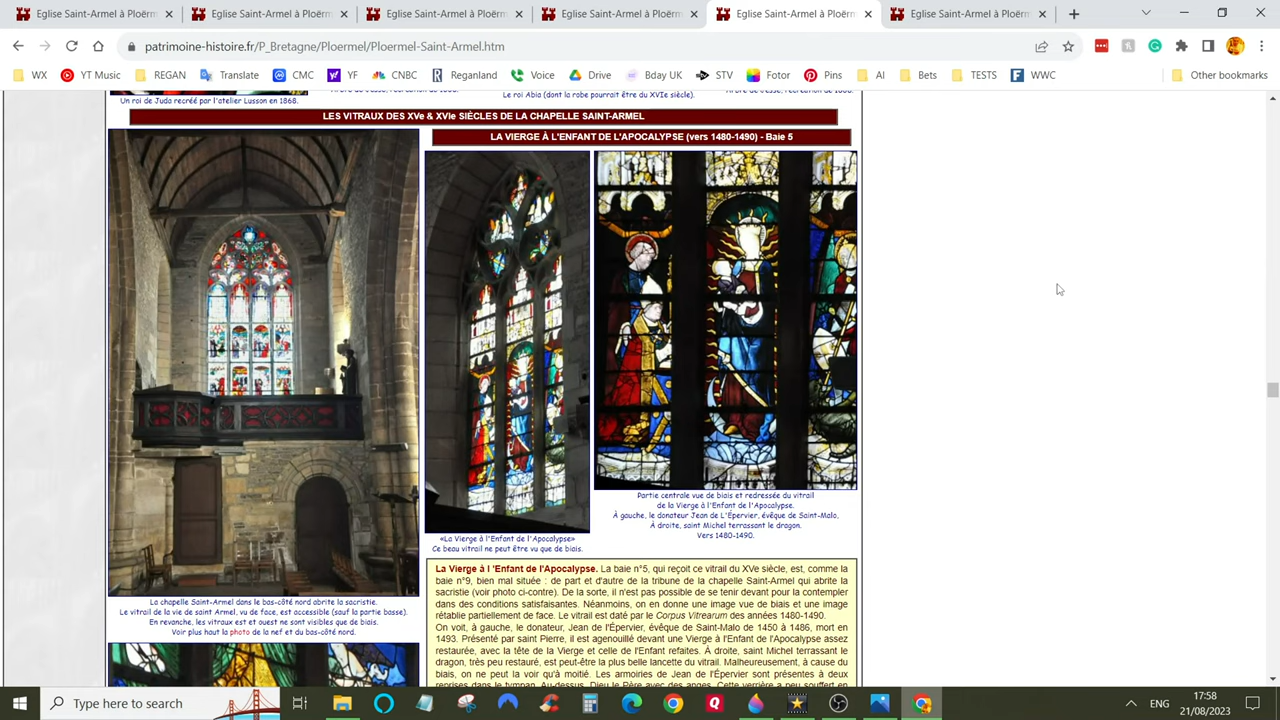 Eglise Saint-Armel à Ploërm
Eglise Saint-Armel à Ploërm
Eglise Saint-Armel à Ploërm
Eglise Saint-Armel à Ploërm
Eglise Saint-Armel à Ploërm
Eglise Saint-Armel à Ploërm
patrimoine-histoire.fr/P_Bretagne/Ploermel/Ploermel-Saint-Armel.htm
WX YT Music REGAN Translate CMC YF CNBC Reganland Voice Drive Bday UK STV Fotor Pins AI Bets TESTS WWC Other bookmarks
Un roi de Juda recréé par l'atelier Lusson en 1868.
Le roi Abia (dont la robe pourrait être du XVIe siècle).
LES VITRAUX DES XVe & XVIe SIÈCLES DE LA CHAPELLE SAINT-ARMEL
LA VIERGE À L'ENFANT DE L'APOCALYPSE (vers 1480-1490) - Baie 5
Partie centrale vue de biais et redressée du vitrail
de la Vierge à l'Enfant de l'Apocalypse.
À gauche, le donateur Jean de L'Épervier, évêque de Saint-Malo,
À droite, saint Michel terrassant le dragon.
Vers 1480-1490.
«La Vierge à l'Enfant de l'Apocalypse»
Ce beau vitrail ne peut être vu que de biais.
La Vierge à l 'Enfant de l'Apocalypse. La baie n°5, qui reçoit ce vitrail du XVe siècle, est, comme la
baie n°9, bien mal située : de part et d'autre de la tribune de la chapelle Saint-Armel qui abrite la
sacristie (voir photo ci-contre). De la sorte, il n'est pas possible de se tenir devant pour la contempler
dans des conditions satisfaisantes. Néanmoins, on en donne une image vue de biais et une image
rétablie partiellement de face. Le vitrail est daté par le Corpus Vitrearum des années 1480-1490.
On voit, à gauche, le donateur, Jean de l'Épervier, évêque de Saint-Malo de 1450 à 1486, mort en
1493. Présenté par saint Pierre, il est agenouillé devant une Vierge à l'Enfant de l'Apocalypse assez
restaurée, avec la tête de la Vierge et celle de l'Enfant refaites. À droite, saint Michel terrassant le
dragon, très peu restauré, est peut-être la plus belle lancette du vitrail. Malheureusement, à cause du
biais, on ne peut la voir qu'à moitié. Les armoiries de Jean de l'Épervier sont présentes à deux
reprises dans le tympan. Au-dessus, Dieu le Père avec des anges. Cette verrière a peu souffert en
La chapelle Saint-Armel dans le bas-côté nord abrite la sacristie.
Le vitrail de la vie de saint Armel, vu de face, est accessible (sauf la partie basse).
En revanche, les vitraux est et ouest ne sont visibles que de biais.
Voir plus haut la photo de la nef et du bas-côté nord.
Type here to search
ENG
17:58
21/08/2023